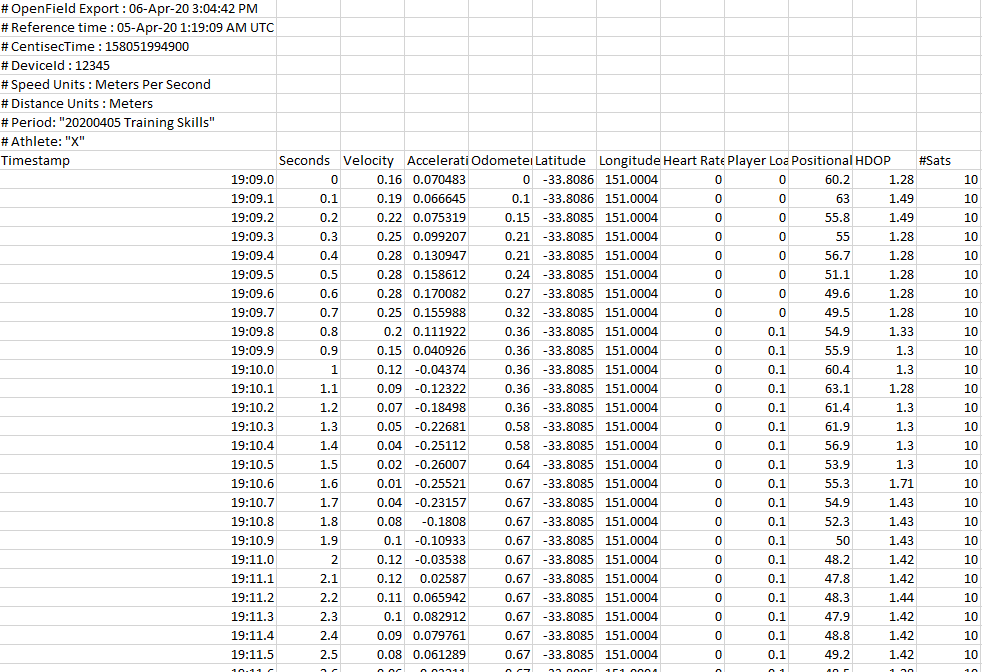 # OpenField Export : 06-Apr-20 3:04:42 PM
# Reference time : 05-Apr-20 1:19:09 AM UTC
# CentisecTime : 158051994900
# DeviceId : 12345
# Speed Units : Meters Per Second
# Distance Units : Meters
# Period: "20200405 Training Skills"
# Athlete: "X"
Timestamp Seconds Velocity Accelerati Odometer Latitude Longitude Heart Rate Player Loa Positional HDOP #Sats
19:09.0 0 0.16 0.070483 0 -33.8086 151.0004 0 0 60.2 1.28 10
19:09.1 0.1 0.19 0.066645 0.1 -33.8086 151.0004 0 0 63 1.49 10
19:09.2 0.2 0.22 0.075319 0.15 -33.8085 151.0004 0 0 55.8 1.49 10
19:09.3 0.3 0.25 0.099207 0.21 -33.8085 151.0004 0 0 55 1.28 10
19:09.4 0.4 0.28 0.130947 0.21 -33.8085 151.0004 0 0 56.7 1.28 10
19:09.5 0.5 0.28 0.158612 0.24 -33.8085 151.0004 0 0 51.1 1.28 10
19:09.6 0.6 0.28 0.170082 0.27 -33.8085 151.0004 0 0 49.6 1.28 10
19:09.7 0.7 0.25 0.155988 0.32 -33.8085 151.0004 0 0 49.5 1.28 10
19:09.8 0.8 0.2 0.111922 0.36 -33.8085 151.0004 0 0.1 54.9 1.33 10
19:09.9 0.9 0.15 0.040926 0.36 -33.8085 151.0004 0 0.1 55.9 1.3 10
19:10.0 1 0.12 -0.04374 0.36 -33.8085 151.0004 0 0.1 60.4 1.3 10
19:10.1 1.1 0.09 -0.12322 0.36 -33.8085 151.0004 0 0.1 63.1 1.28 10
19:10.2 1.2 0.07 -0.18498 0.36 -33.8085 151.0004 0 0.1 61.4 1.3 10
19:10.3 1.3 0.05 -0.22681 0.58 -33.8085 151.0004 0 0.1 61.9 1.3 10
19:10.4 1.4 0.04 -0.25112 0.58 -33.8085 151.0004 0 0.1 56.9 1.3 10
19:10.5 1.5 0.02 -0.26007 0.64 -33.8085 151.0004 0 0.1 53.9 1.3 10
19:10.6 1.6 0.01 -0.25521 0.67 -33.8085 151.0004 0 0.1 55.3 1.71 10
19:10.7 1.7 0.04 -0.23157 0.67 -33.8085 151.0004 0 0.1 54.9 1.43 10
19:10.8 1.8 0.08 -0.1808 0.67 -33.8085 151.0004 0 0.1 52.3 1.43 10
19:10.9 1.9 0.1 -0.10933 0.67 -33.8085 151.0004 0 0.1 50 1.43 10
19:11.0 2 0.12 -0.03538 0.67 -33.8085 151.0004 0 0.1 48.2 1.42 10
19:11.1 2.1 0.12 0.02587 0.67 -33.8085 151.0004 0 0.1 47.8 1.42 10
19:11.2 2.2 0.11 0.065942 0.67 -33.8085 151.0004 0 0.1 48.3 1.44 10
19:11.3 2.3 0.1 0.082912 0.67 -33.8085 151.0004 0 0.1 47.9 1.42 10
19:11.4 2.4 0.09 0.079761 0.67 -33.8085 151.0004 0 0.1 48.8 1.42 10
19:11.5 2.5 0.08 0.061289 0.67 -33.8085 151.0004 0 0.1 49.2 1.42 10